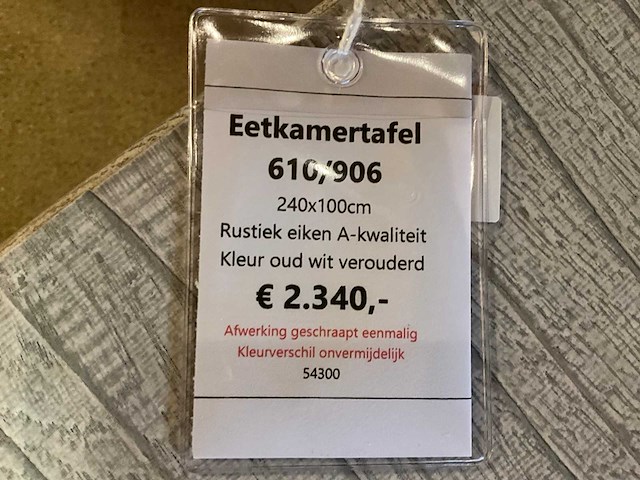 Eetkamertafel
610/906
240x100cm
Rustiek eiken A-kwaliteit
Kleur oud wit verouderd
€ 2.340,-
Afwerking geschraapt eenmalig
Kleurverschil onvermijdelijk
54300